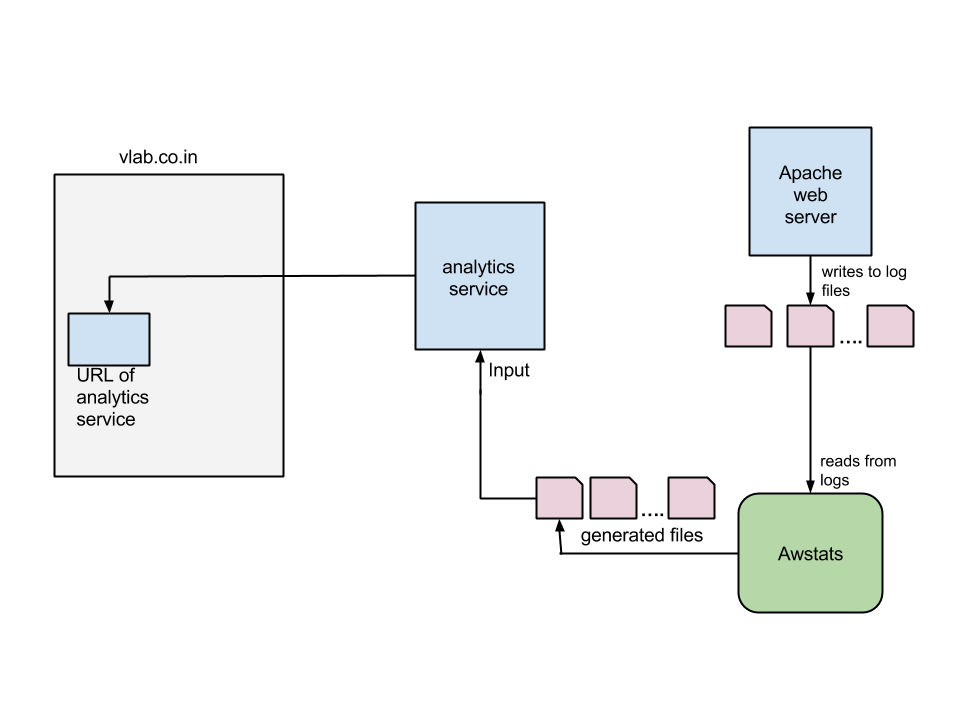 vlab.co.in
Apache
web
server
analytics
service
writes to log
files
....
URL of
analytics
service
Input
reads from
logs
....
generated files
Awstats